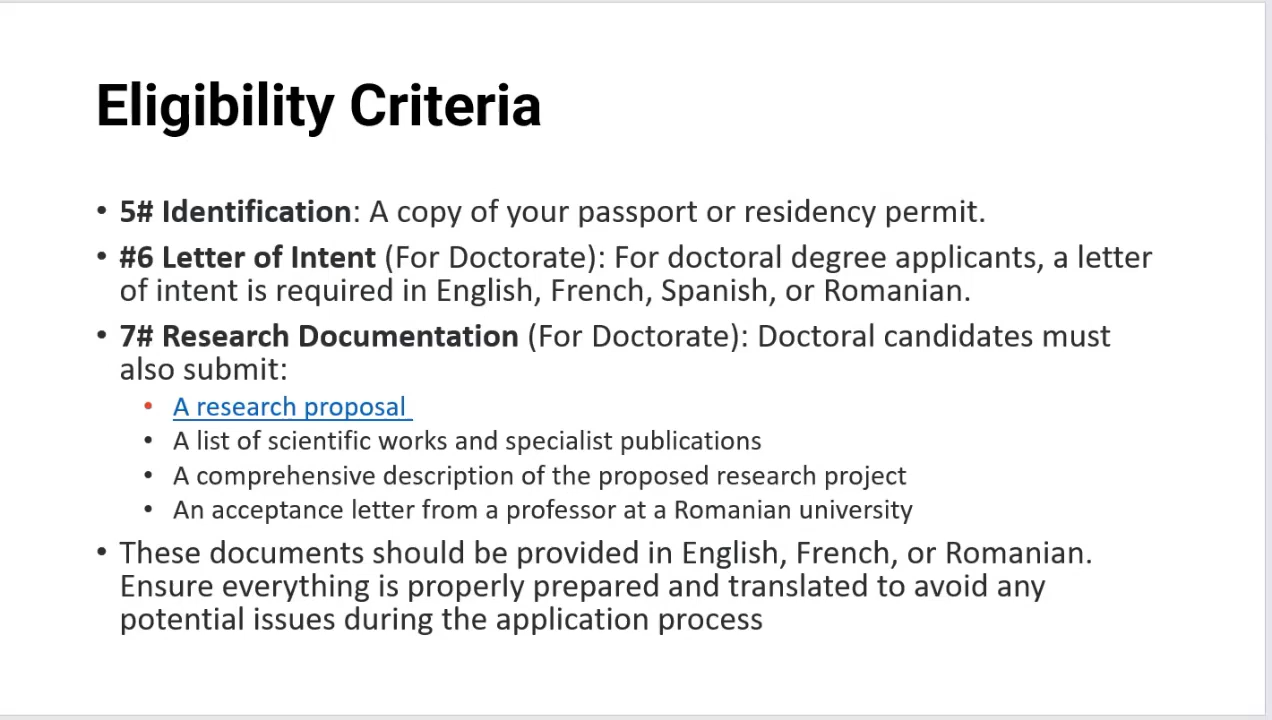 Eligibility Criteria
• 5# Identification: A copy of your passport or residency permit.
• #6 Letter of Intent (For Doctorate): For doctoral degree applicants, a letter
of intent is required in English, French, Spanish, or Romanian.
• 7# Research Documentation (For Doctorate): Doctoral candidates must
also submit:
• A research proposal
• A list of scientific works and specialist publications
• A comprehensive description of the proposed research project
• An acceptance letter from a professor at a Romanian university
• These documents should be provided in English, French, or Romanian.
Ensure everything is properly prepared and translated to avoid any
potential issues during the application process